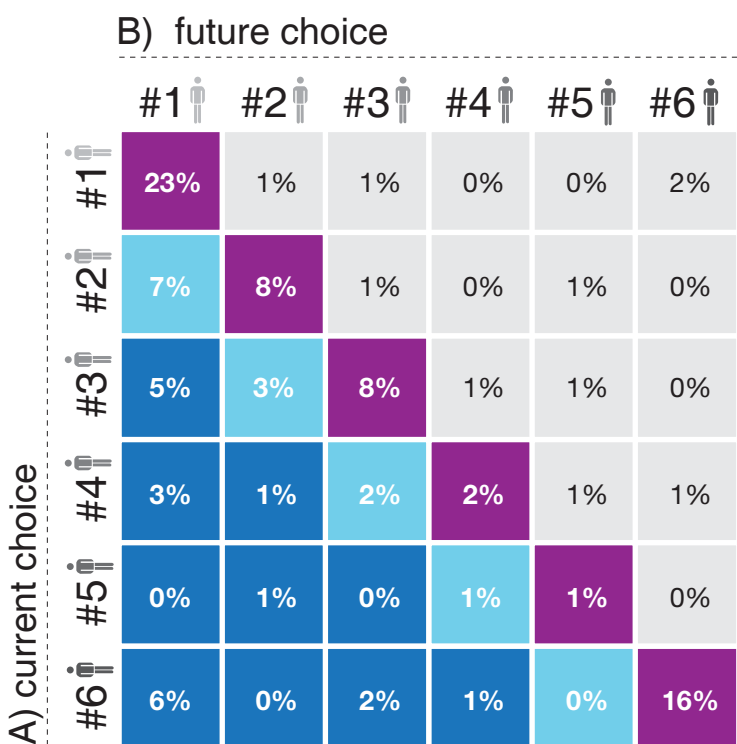 B) future choice
#1 #2 #3 #4 #5 #6
A) current choice
#1 23% 1% 1% 0% 0% 2%
#2 7% 8% 1% 0% 1% 0%
#3 5% 3% 8% 1% 1% 0%
#4 3% 1% 2% 2% 1% 1%
#5 0% 1% 0% 1% 1% 0%
#6 6% 0% 2% 1% 0% 16%